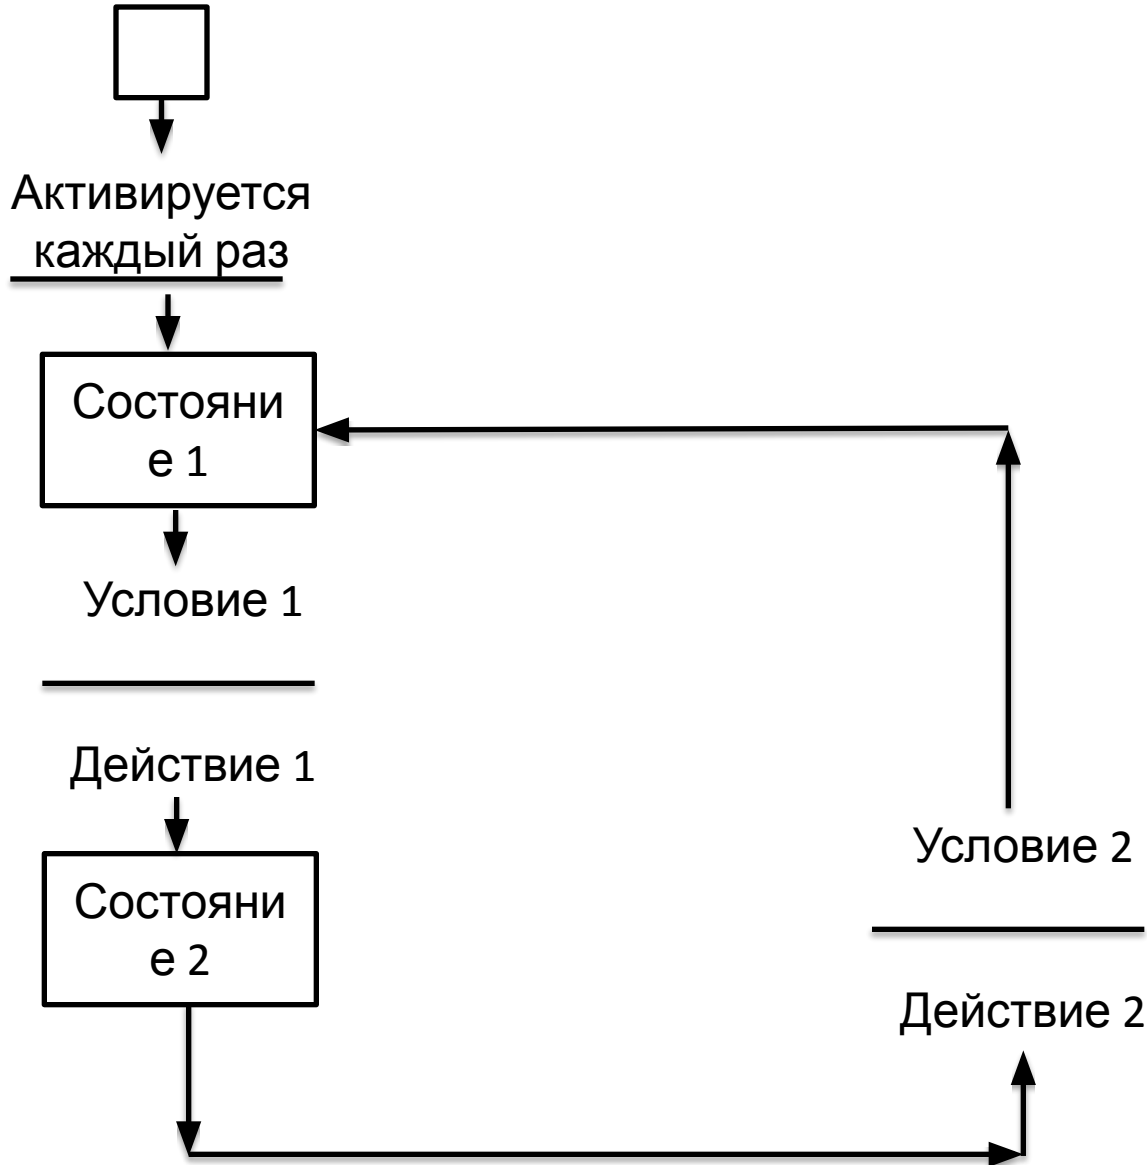 Активируется
каждый раз
Состояни
е 1
Условие 1
Действие 1
Состояни
е 2
Условие 2
Действие 2